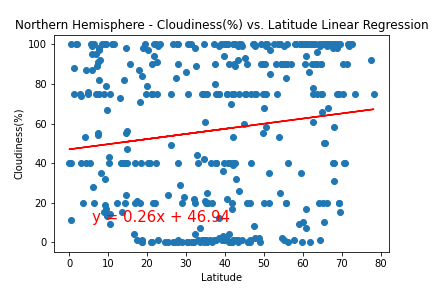 Northern Hemisphere - Cloudiness(%) vs. Latitude Linear Regression
100
80
60
40
20
0
Cloudiness(%)
y = 0.26x + 46.94
0 10 20 30 40 50 60 70 80
Latitude